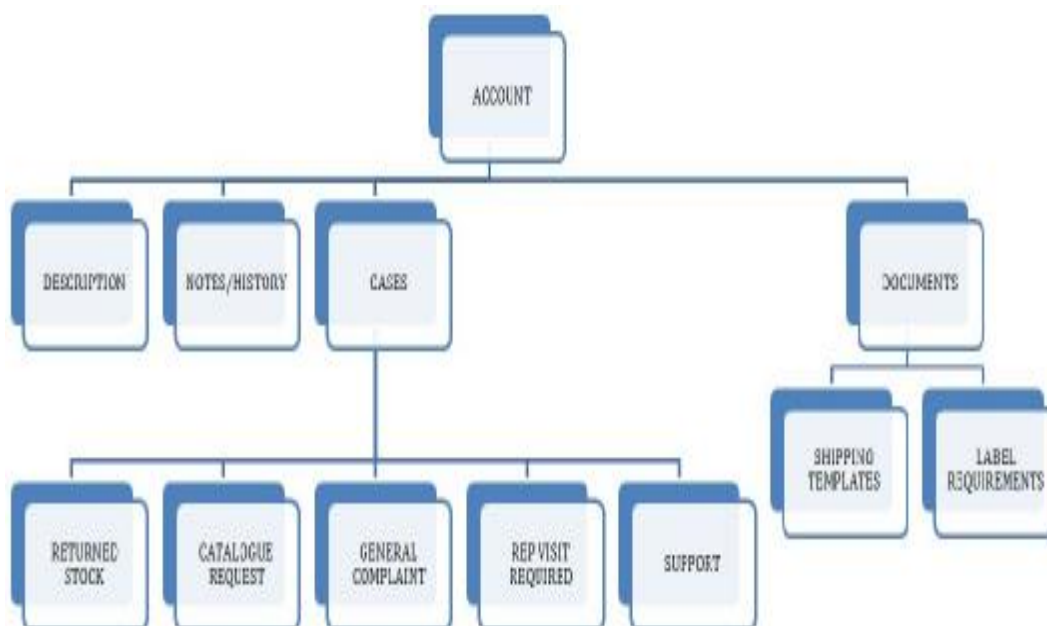 ACCOUNT
DESCRIPTION
NOTES/HISTORY
CASES
DOCUMENTS
SHIPPING
TEMPLATES
LABEL
REQUIREMENTS
RETURNED
STOCK
CATALOGUE
REQUEST
GENERAL
COMPLAINT
REP VISIT
REQUIRED
SUPPORT